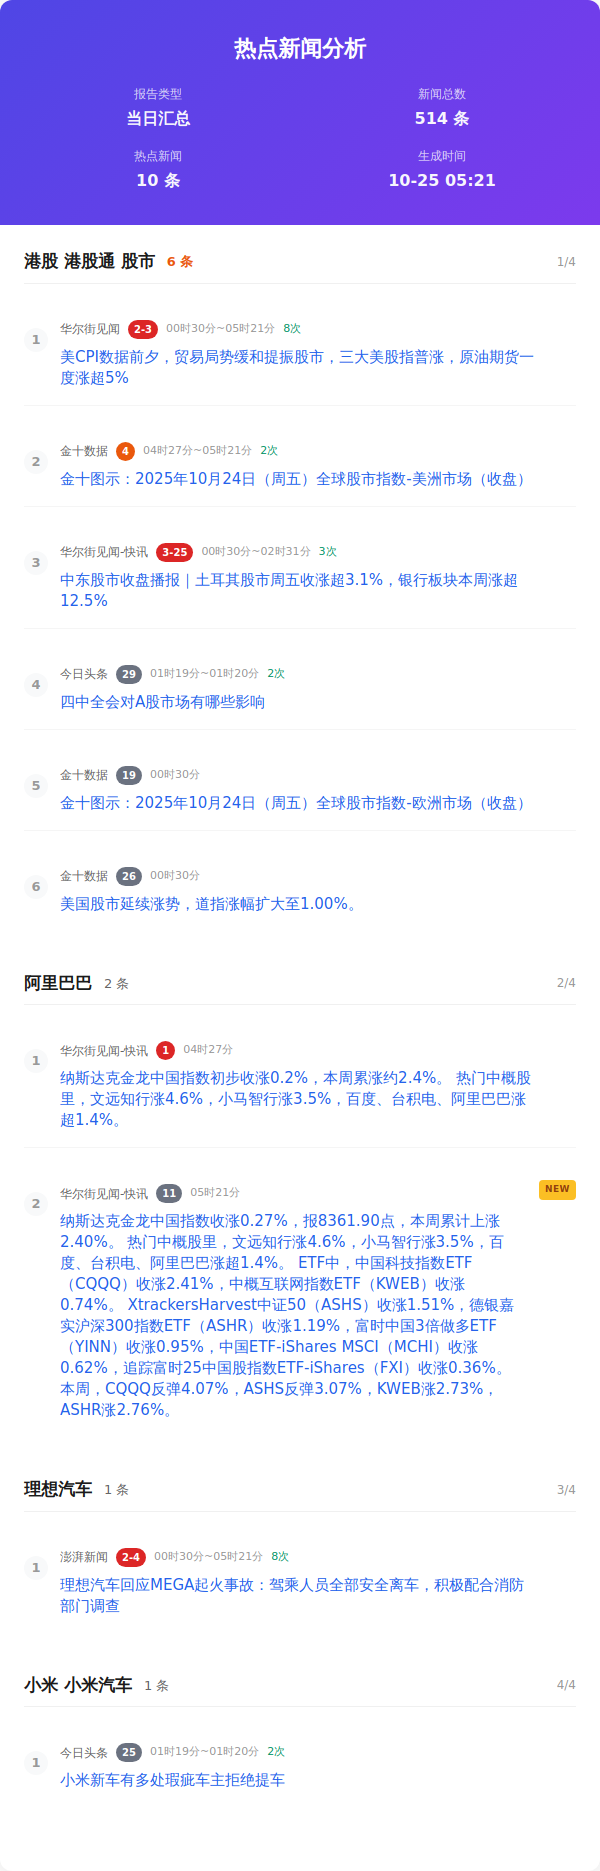 热点新闻分析
报告类型
新闻总数
当日汇总
514 条
热点新闻
生成时间
10 条
10-25 05:21
港股 港股通 股市 6 条 1/4
1
华尔街见闻 2-3 00时30分~05时21分 8次
美CPI数据前夕，贸易局势缓和提振股市，三大美股指普涨，原油期货一
度涨超5%
2
金十数据 4 04时27分~05时21分 2次
金十图示：2025年10月24日（周五）全球股市指数-美洲市场（收盘）
3
华尔街见闻-快讯 3-25 00时30分~02时31分 3次
中东股市收盘播报｜土耳其股市周五收涨超3.1%，银行板块本周涨超
12.5%
4
今日头条 29 01时19分~01时20分 2次
四中全会对A股市场有哪些影响
5
金十数据 19 00时30分
金十图示：2025年10月24日（周五）全球股市指数-欧洲市场（收盘）
6
金十数据 26 00时30分
美国股市延续涨势，道指涨幅扩大至1.00%。
阿里巴巴 2 条 2/4
1
华尔街见闻-快讯 1 04时27分
纳斯达克金龙中国指数初步收涨0.2%，本周累涨约2.4%。 热门中概股
里，文远知行涨4.6%，小马智行涨3.5%，百度、台积电、阿里巴巴涨
超1.4%。
2
华尔街见闻-快讯 11 05时21分 NEW
纳斯达克金龙中国指数收涨0.27%，报8361.90点，本周累计上涨
2.40%。 热门中概股里，文远知行涨4.6%，小马智行涨3.5%，百
度、台积电、阿里巴巴涨超1.4%。 ETF中，中国科技指数ETF
（CQQQ）收涨2.41%，中概互联网指数ETF（KWEB）收涨
0.74%。 XtrackersHarvest中证50（ASHS）收涨1.51%，德银嘉
实沪深300指数ETF（ASHR）收涨1.19%，富时中国3倍做多ETF
（YINN）收涨0.95%，中国ETF-iShares MSCI（MCHI）收涨
0.62%，追踪富时25中国股指数ETF-iShares（FXI）收涨0.36%。
本周，CQQQ反弹4.07%，ASHS反弹3.07%，KWEB涨2.73%，
ASHR涨2.76%。
理想汽车 1 条 3/4
1
澎湃新闻 2-4 00时30分~05时21分 8次
理想汽车回应MEGA起火事故：驾乘人员全部安全离车，积极配合消防
部门调查
小米 小米汽车 1 条 4/4
1
今日头条 25 01时19分~01时20分 2次
小米新车有多处瑕疵车主拒绝提车